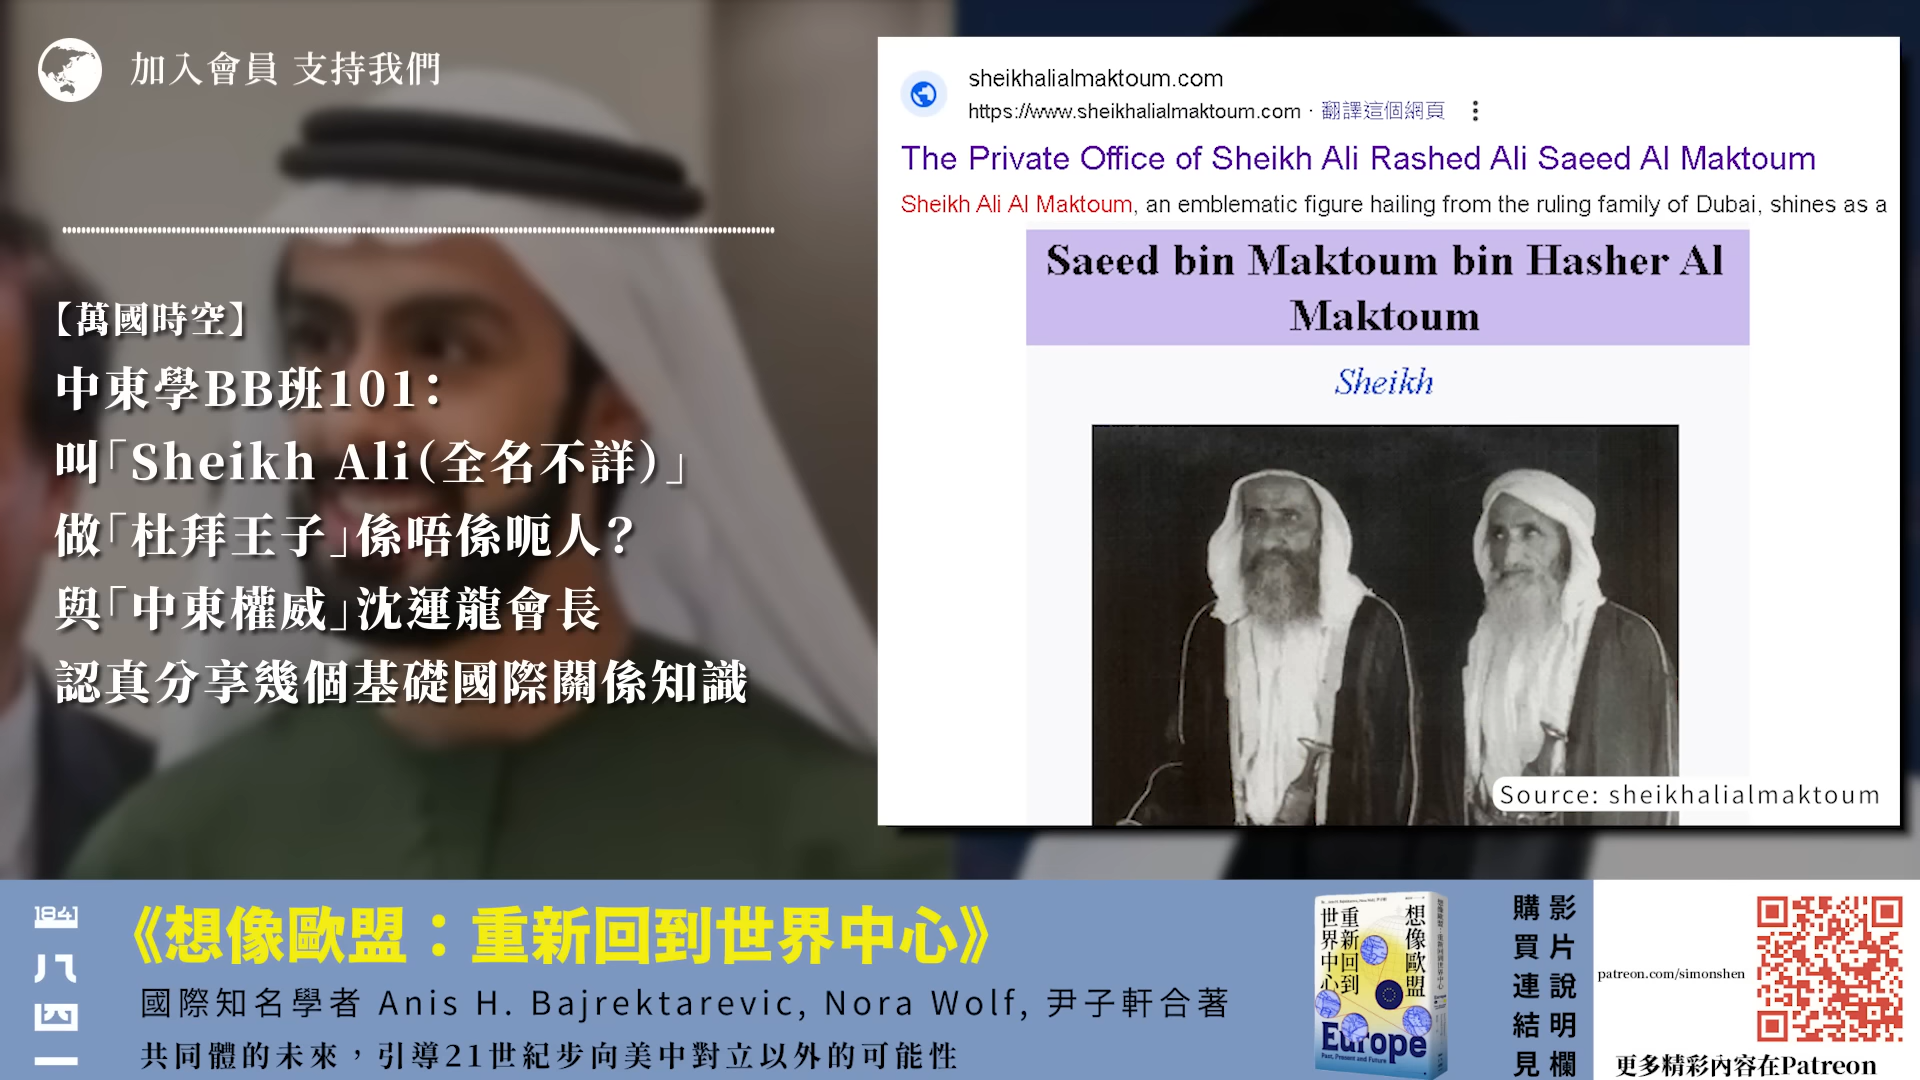 加入會員 支持我們
【萬國時空】
中東學BB班101：
叫「Sheikh Ali（全名不詳）」
做「杜拜王子」係唔係呃人？
與「中東權威」沈運龍會長
認真分享幾個基礎國際關係知識
sheikhalialmaktoum.com
https://www.sheikhalialmaktoum.com · 翻譯這個網頁
The Private Office of Sheikh Ali Rashed Ali Saeed Al Maktoum
Sheikh Ali Al Maktoum, an emblematic figure hailing from the ruling family of Dubai, shines as a
Saeed bin Maktoum bin Hasher Al
Maktoum
Sheikh
Source: sheikhalialmaktoum
1841
一八四一
《想像歐盟：重新回到世界中心》
國際知名學者 Anis H. Bajrektarevic, Nora Wolf, 尹子軒合著
共同體的未來，引導21世紀步向美中對立以外的可能性
想像歐盟
重新回到
世界中心
Europe
Past, Present and Future
影片說明欄
購買連結見
patreon.com/simonshen
更多精彩內容在Patreon